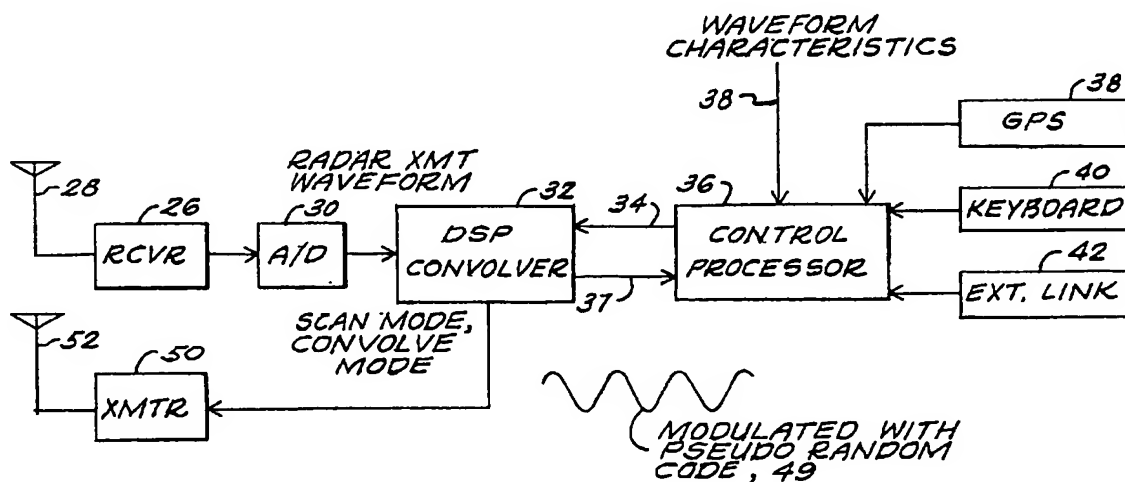 WAVEFORM
CHARACTERISTICS
38
38
GPS
RADAR XMT
WAVEFORM
28
26
30
32
34
36
40
RCVR
A/D
DSP
CONVOLVER
CONTROL
PROCESSOR
KEYBOARD
37
42
EXT. LINK
SCAN MODE,
CONVOLVE
MODE
52
50
XMTR
MODULATED WITH
PSEUDO RANDOM
CODE, 49